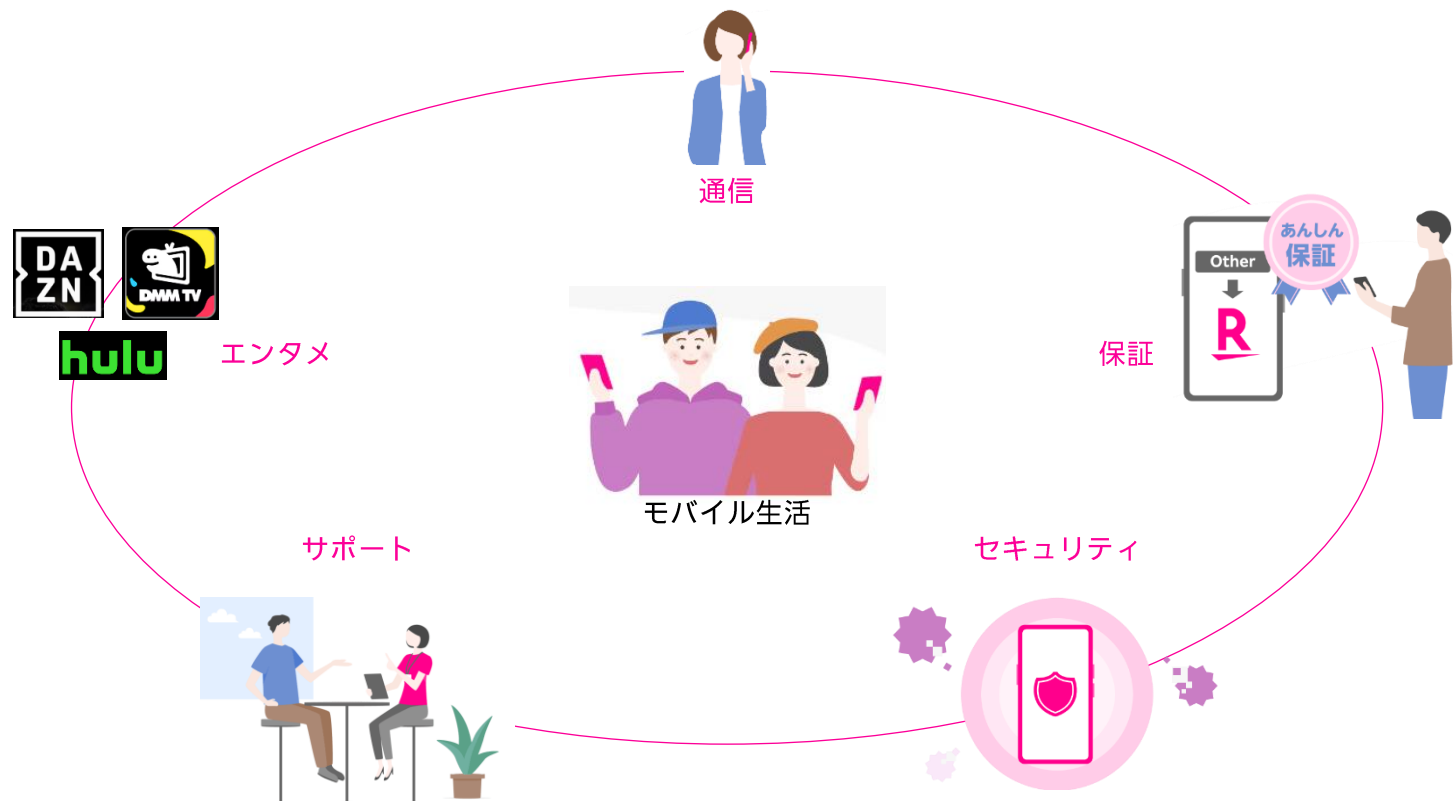 通信
あんしん
保証
Other
R
保証
DA
ZN
DMM TV
hulu
エンタメ
モバイル生活
サポート
セキュリティ